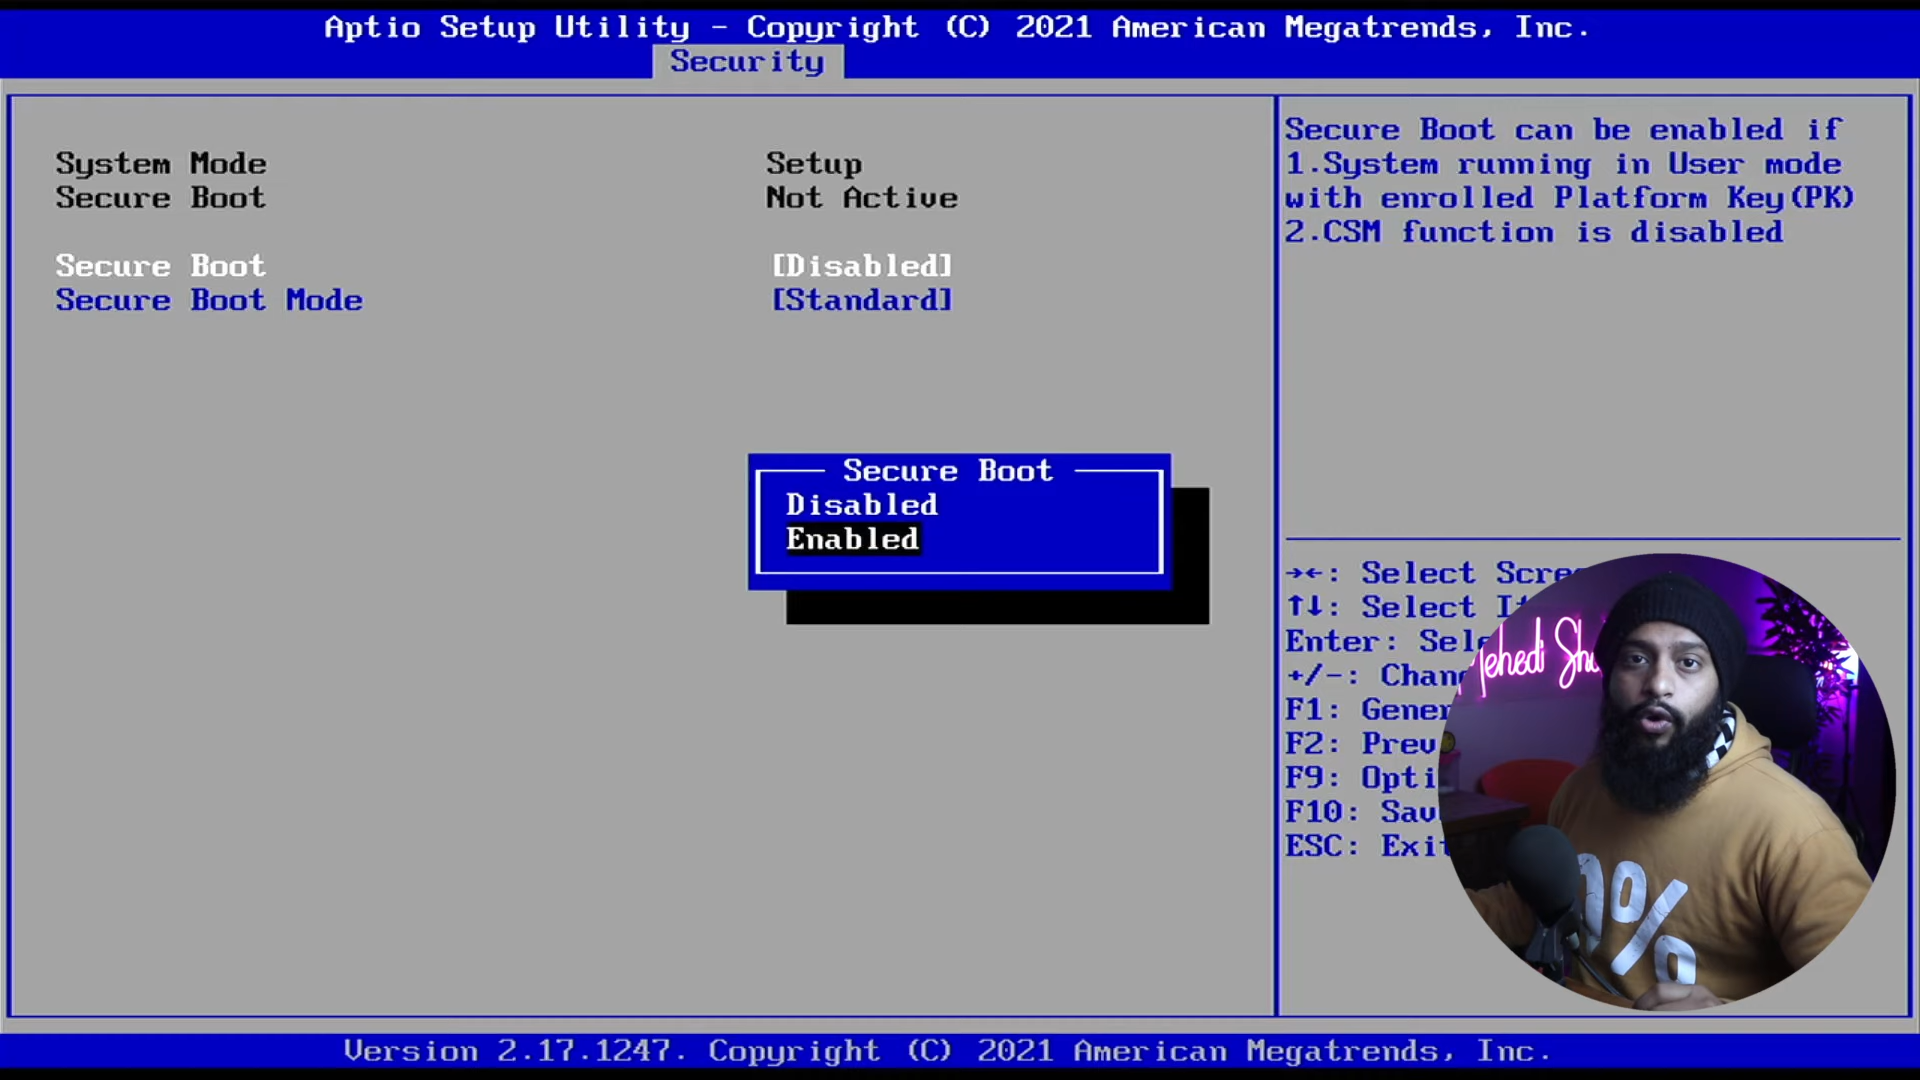 Aptio Setup Utility – Copyright (C) 2021 American Megatrends, Inc.
Security
System Mode Setup
Secure Boot Not Active
Secure Boot [Disabled]
Secure Boot Mode [Standard]
Secure Boot
Disabled
Enabled
Secure Boot can be enabled if
1.System running in User mode
with enrolled Platform Key(PK)
2.CSM function is disabled
→←: Select
↑↓: Select
Enter:
+/-:
F1:
F2:
F9:
F10:
ESC: Exit
Mehedi
0%
Version 2.17.1247. Copyright (C) 2021 American Megatrends, Inc.